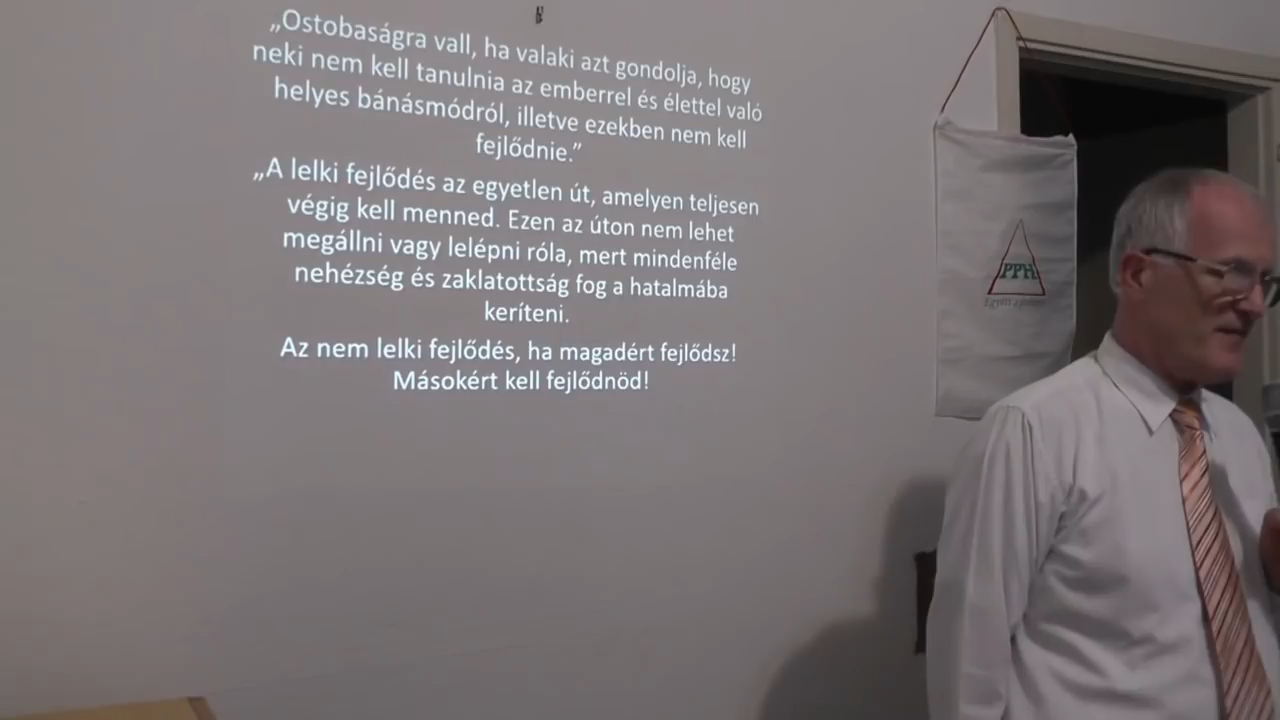 „Ostobaságra vall, ha valaki azt gondolja, hogy
neki nem kell tanulnia az emberrel és élettel való
helyes bánásmódról, illetve ezekben nem kell
fejlődnie.”
„A lelki fejlődés az egyetlen út, amelyen teljesen
végig kell menned. Ezen az úton nem lehet
megállni vagy lelépni róla, mert mindenféle
nehézség és zaklatottság fog a hatalmába
keríteni.
Az nem lelki fejlődés, ha magadért fejlődsz!
Másokért kell fejlődnöd!
PPH
Együtt a